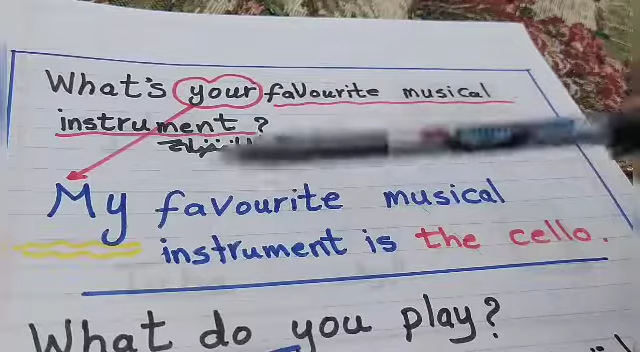 What's your favourite musical
instrument?
My favourite musical
instrument is the cello.
What do you play?